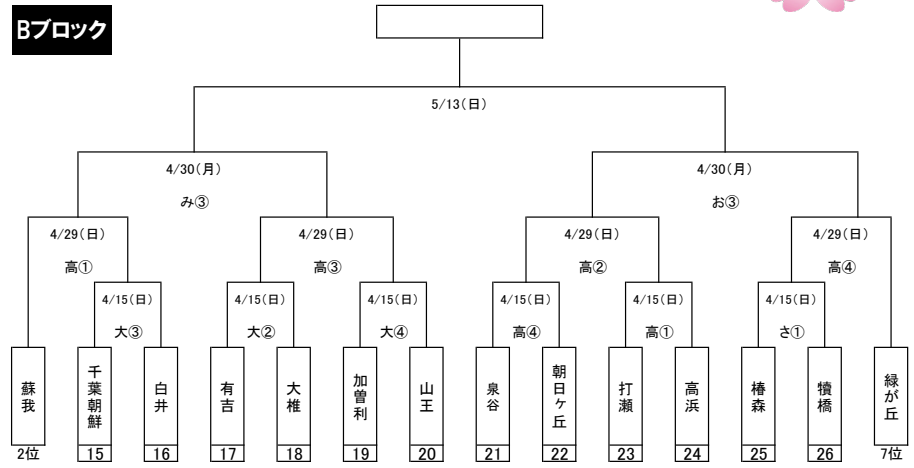 Bブロック
5/13(日)
4/30(月)
4/30(月)
み③
お③
4/29(日)
4/29(日)
4/29(日)
4/29(日)
高①
高③
高②
高④
4/15(日)
4/15(日)
4/15(日)
4/15(日)
4/15(日)
4/15(日)
大③
大②
大④
高④
高①
さ①
蘇我
千葉朝鮮
白井
有吉
大椎
加曽利
山王
泉谷
朝日ヶ丘
打瀬
高浜
椿森
犢橋
緑が丘
2位
15
16
17
18
19
20
21
22
23
24
25
26
7位